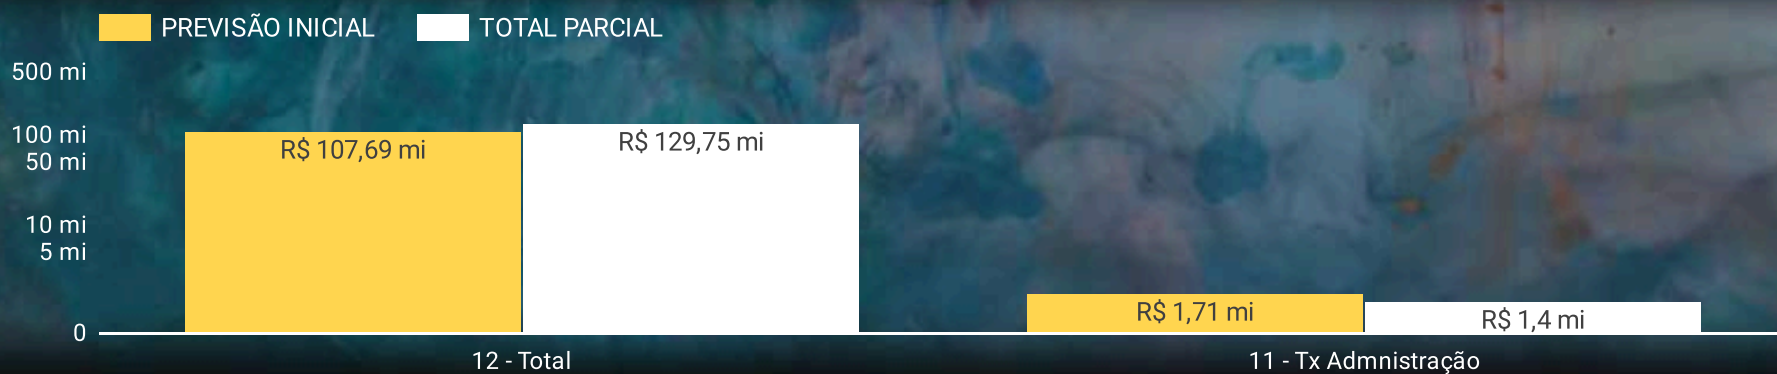 PREVISÃO INICIAL
TOTAL PARCIAL
500 mi
100 mi
50 mi
10 mi
5 mi
0
R$ 107,69 mi
R$ 129,75 mi
R$ 1,71 mi
R$ 1,4 mi
12 - Total
11 - Tx Admnistração